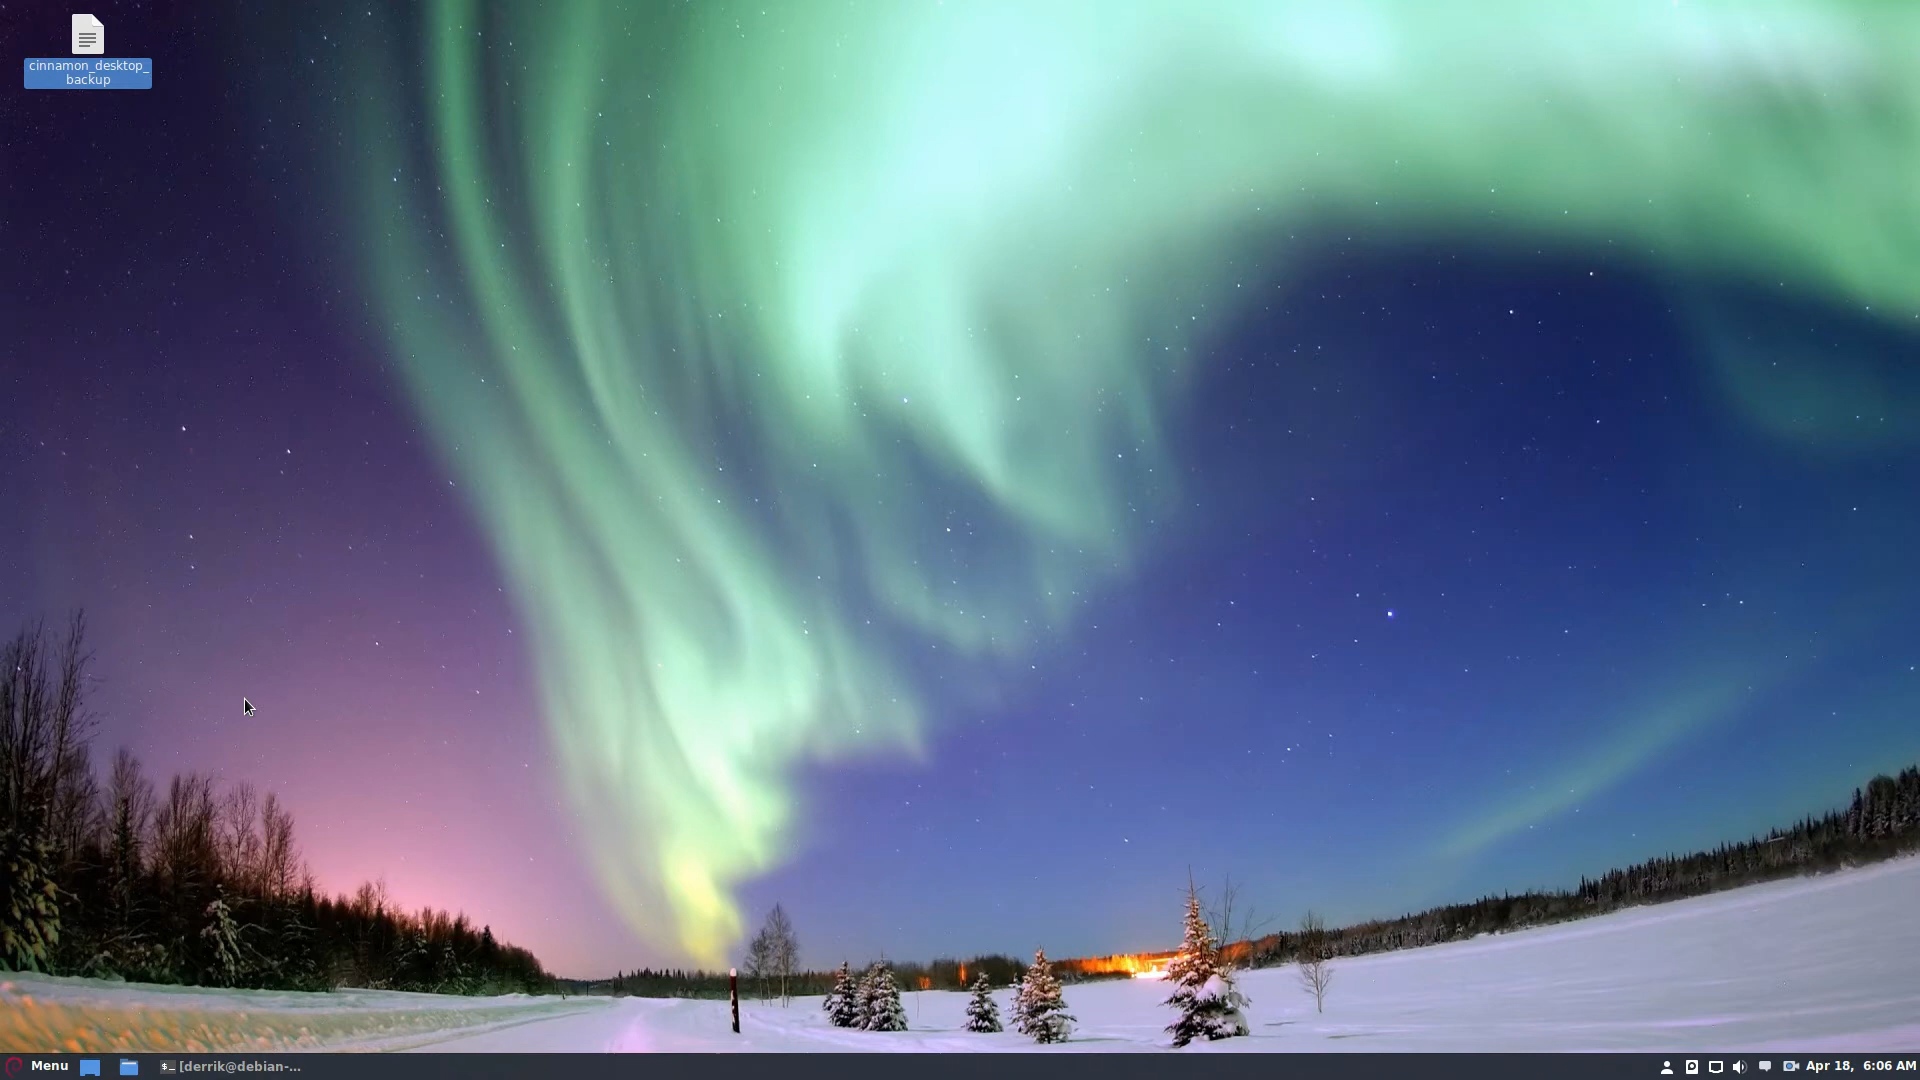 cinnamon_desktop_
backup
Menu
$_ [derrik@debian-...
Apr 18, 6:06 AM